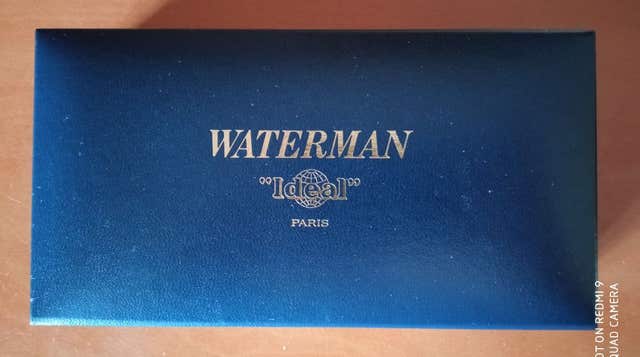 WATERMAN
"Ideal"
PARIS
OT ON REDMI 9
QUAD CAMERA